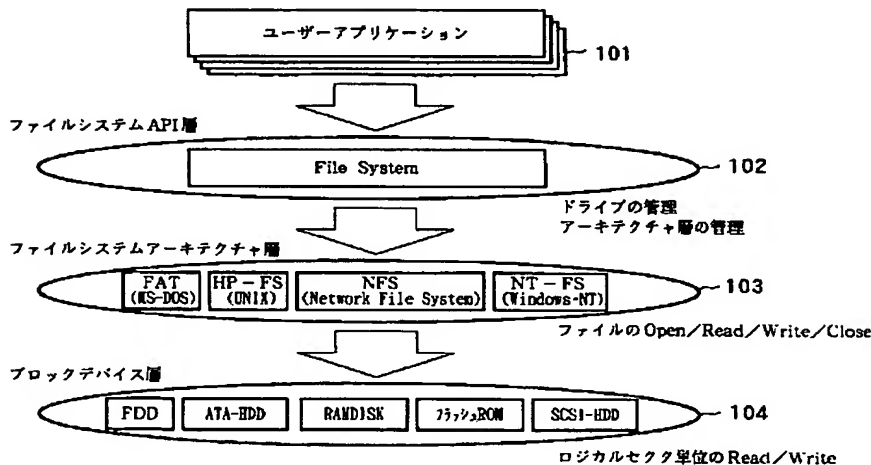 ユーザーアプリケーション
101
ファイルシステムAPI層
File System
102
ドライブの管理
アーキテクチャ層の管理
ファイルシステムアーキテクチャ層
FAT
(MS-DOS)
HP-FS
(UNIX)
NFS
(Network File System)
NT-FS
(Windows-NT)
103
ファイルのOpen/Read/Write/Close
ブロックデバイス層
FDD
ATA-HDD
RAMDISK
フラッシュROM
SCSI-HDD
104
ロジカルセクタ単位のRead/Write